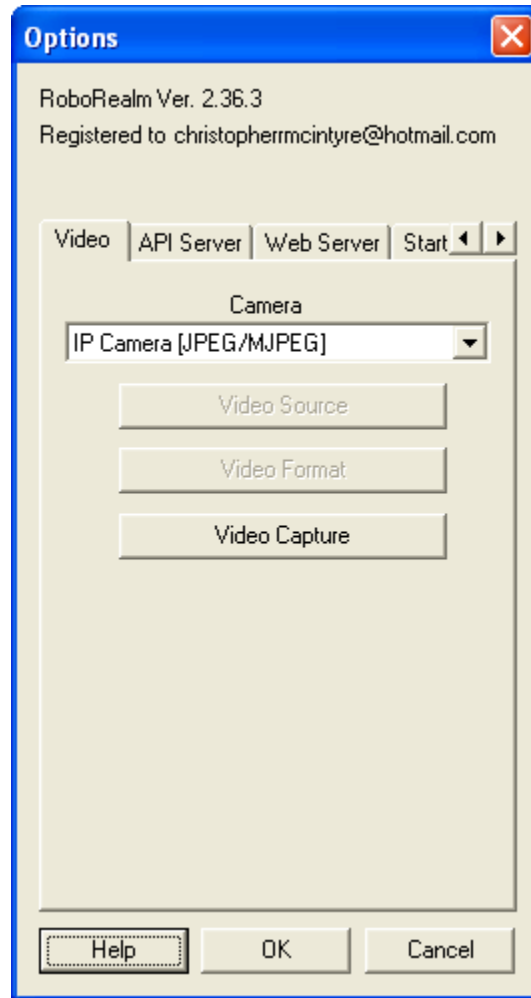 Options
RoboRealm Ver. 2.36.3
Registered to christopherrmcintyre@hotmail.com
Video API Server Web Server Start
Camera
IP Camera [JPEG/MJPEG]
Video Source
Video Format
Video Capture
Help OK Cancel